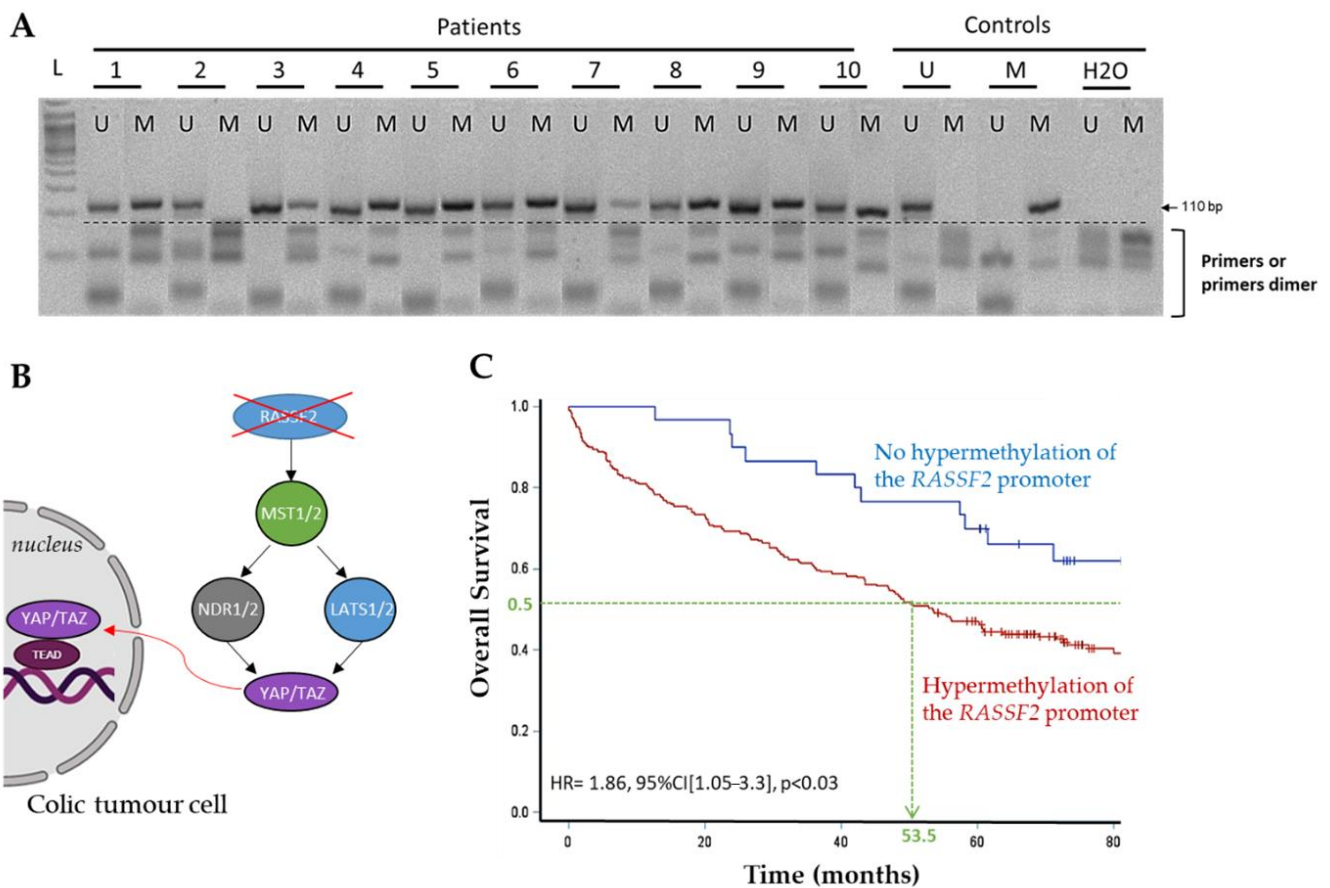 A
Patients
Controls
L 1 2 3 4 5 6 7 8 9 10 U M H2O
U M U M U M U M U M U M U M U M U M U M U M U M U M
110 bp
Primers or
primers dimer
B
RASSF2
MST1/2
nucleus
NDR1/2 LATS1/2
YAP/TAZ
TEAD
YAP/TAZ
Colic tumour cell
C
Overall Survival
1.0
0.8
0.6
0.5
0.4
0.2
0.0
No hypermethylation of
the RASSF2 promoter
Hypermethylation of
the RASSF2 promoter
HR= 1.86, 95%CI[1.05–3.3], p<0.03
53.5
0 20 40 60 80
Time (months)